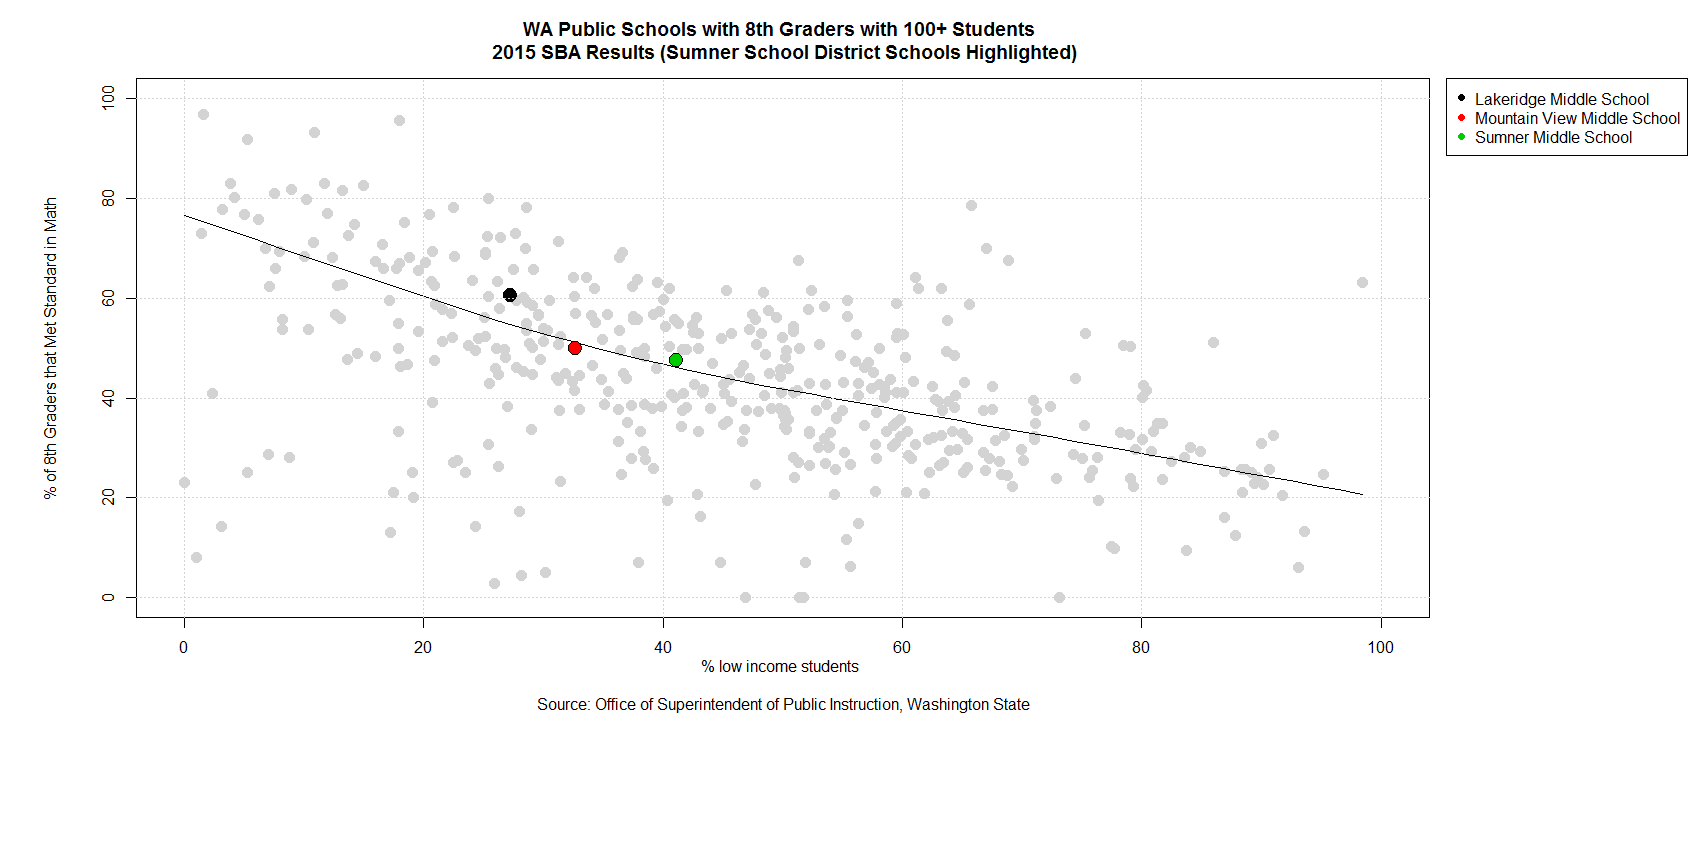 WA Public Schools with 8th Graders with 100+ Students
2015 SBA Results (Sumner School District Schools Highlighted)
Lakeridge Middle School
Mountain View Middle School
Sumner Middle School
% of 8th Graders that Met Standard in Math
100
80
60
40
20
0
0 20 40 60 80 100
% low income students
Source: Office of Superintendent of Public Instruction, Washington State